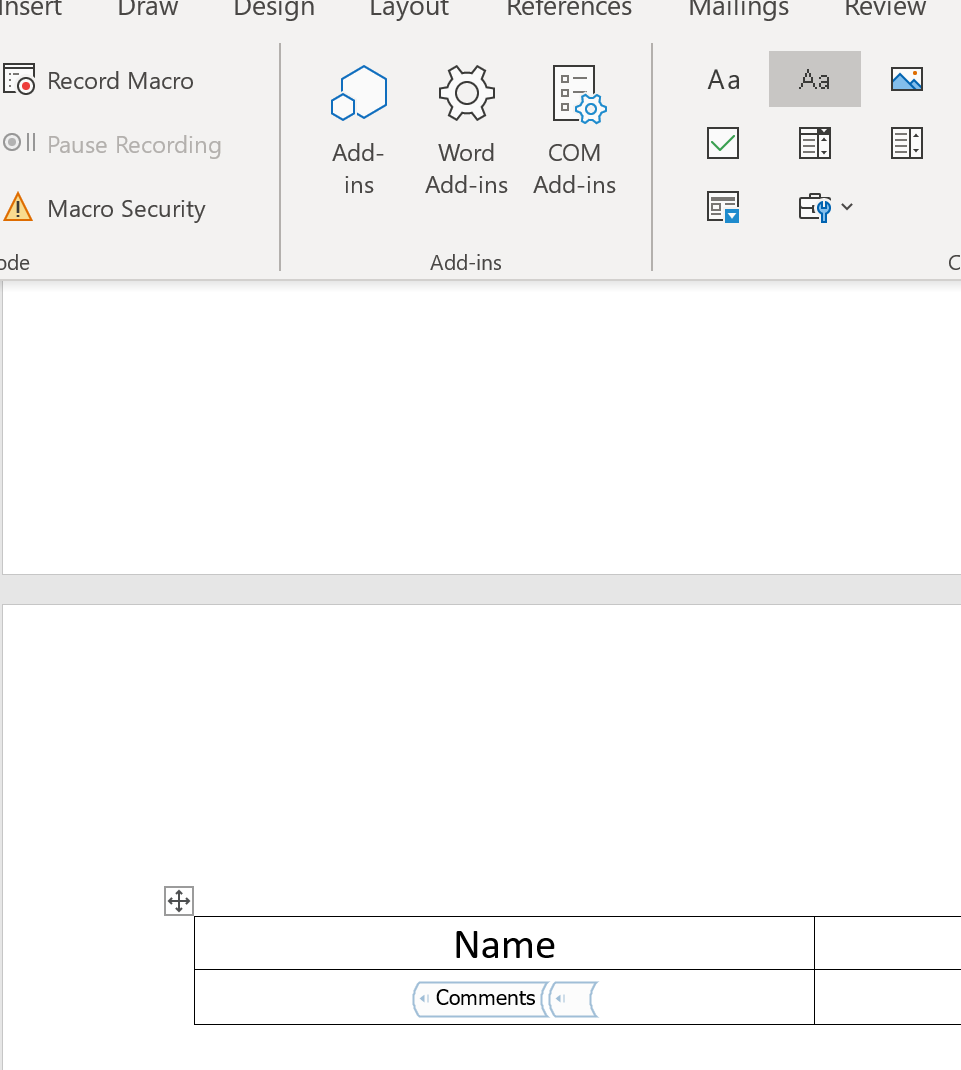 Insert Draw Design Layout References Mailings Review
Record Macro
Pause Recording
Macro Security
ode
Add-
ins
Word
Add-ins
COM
Add-ins
Add-ins
Aa Aa
C
Name
Comments